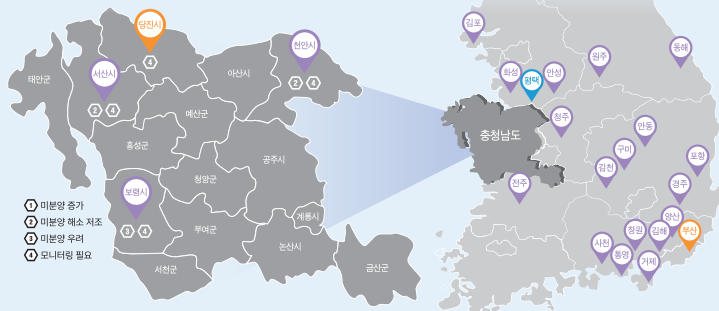 당진시
4
서산시
2 4
천안시
2 4
태안군
아산시
예산군
홍성군
공주시
청양군
보령시
3 4
계룡시
부여군
논산시
서천군
금산군
1 미분양 증가
2 미분양 해소 저조
3 미분양 우려
4 모니터링 필요
김포
동해
원주
화성
평택
안성
청주
충청남도
안동
구미
포항
김천
전주
경주
양산
창원
김해
부산
사천
통영
거제